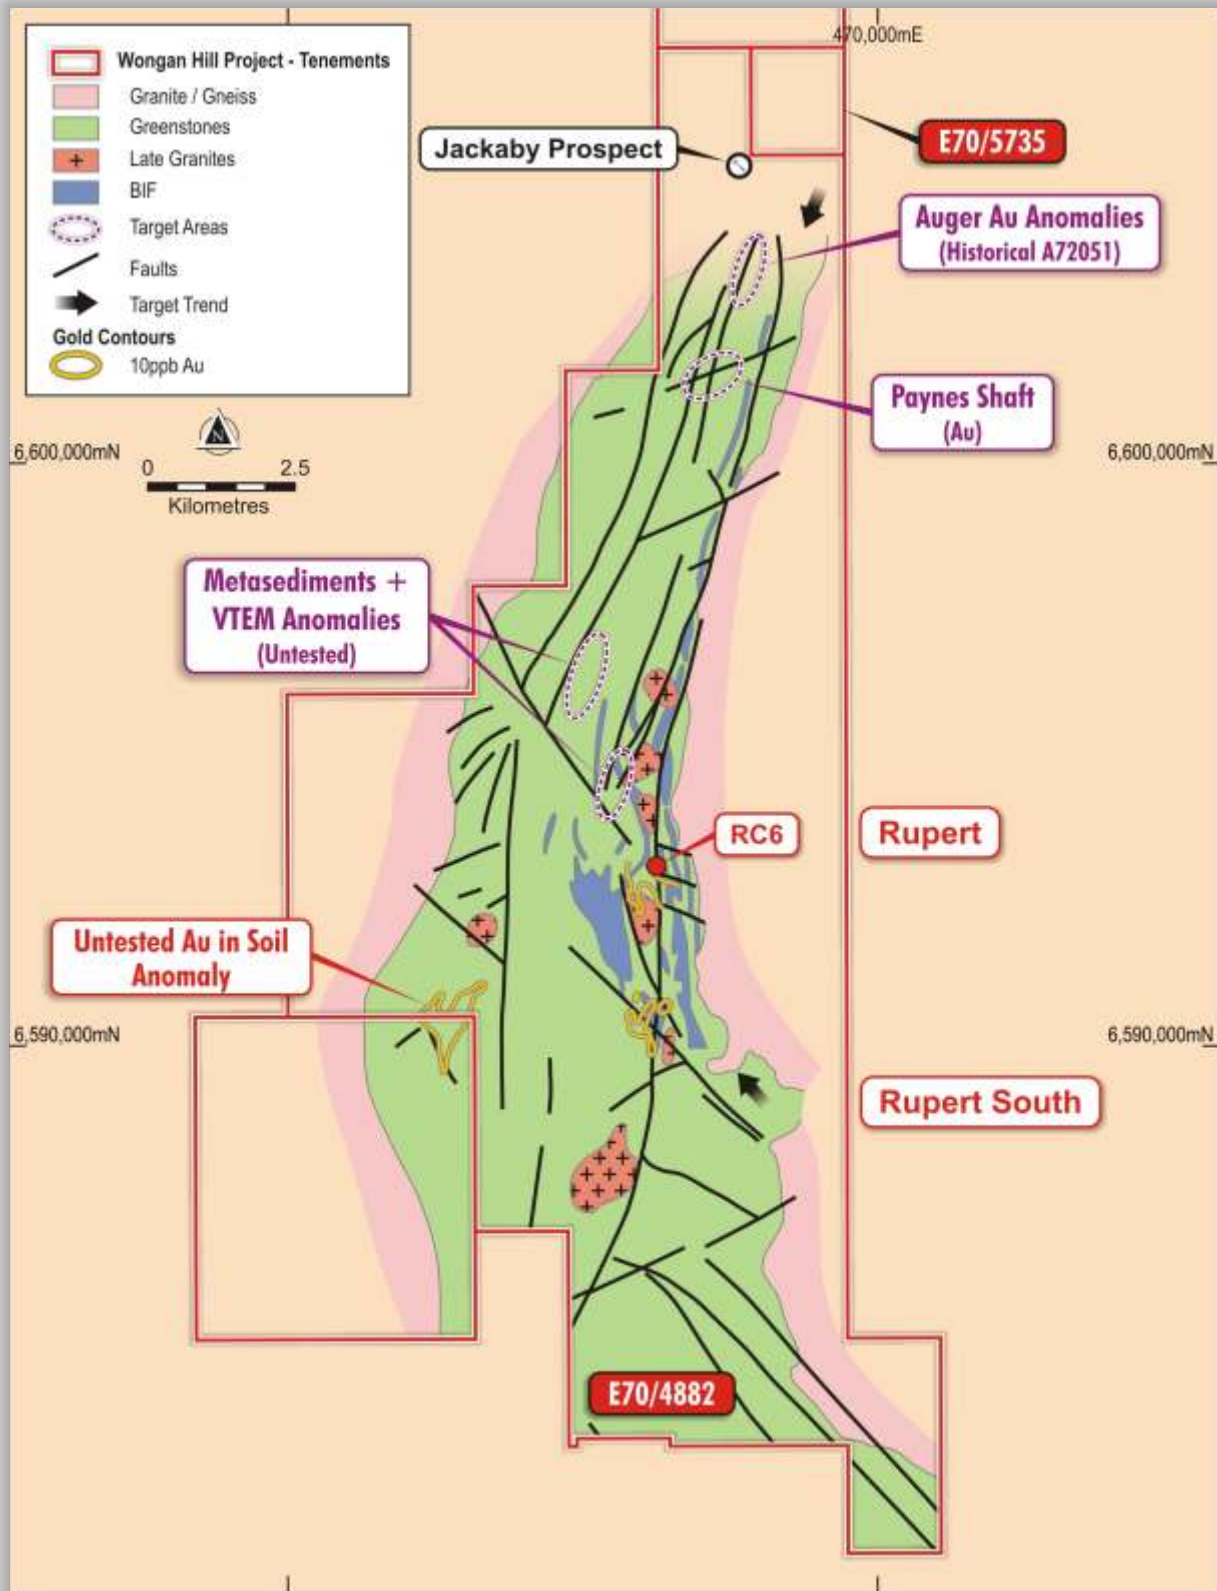 470,000mE
Wongan Hill Project - Tenements
Granite / Gneiss
Greenstones
Late Granites
BIF
Target Areas
Faults
Target Trend
Gold Contours
10ppb Au
E70/5735
Jackaby Prospect
Auger Au Anomalies
(Historical A72051)
Paynes Shaft
(Au)
N
6,600,000mN
6,600,000mN
0 2.5
Kilometres
Metasediments +
VTEM Anomalies
(Untested)
RC6
Rupert
Untested Au in Soil
Anomaly
6,590,000mN
6,590,000mN
Rupert South
E70/4882